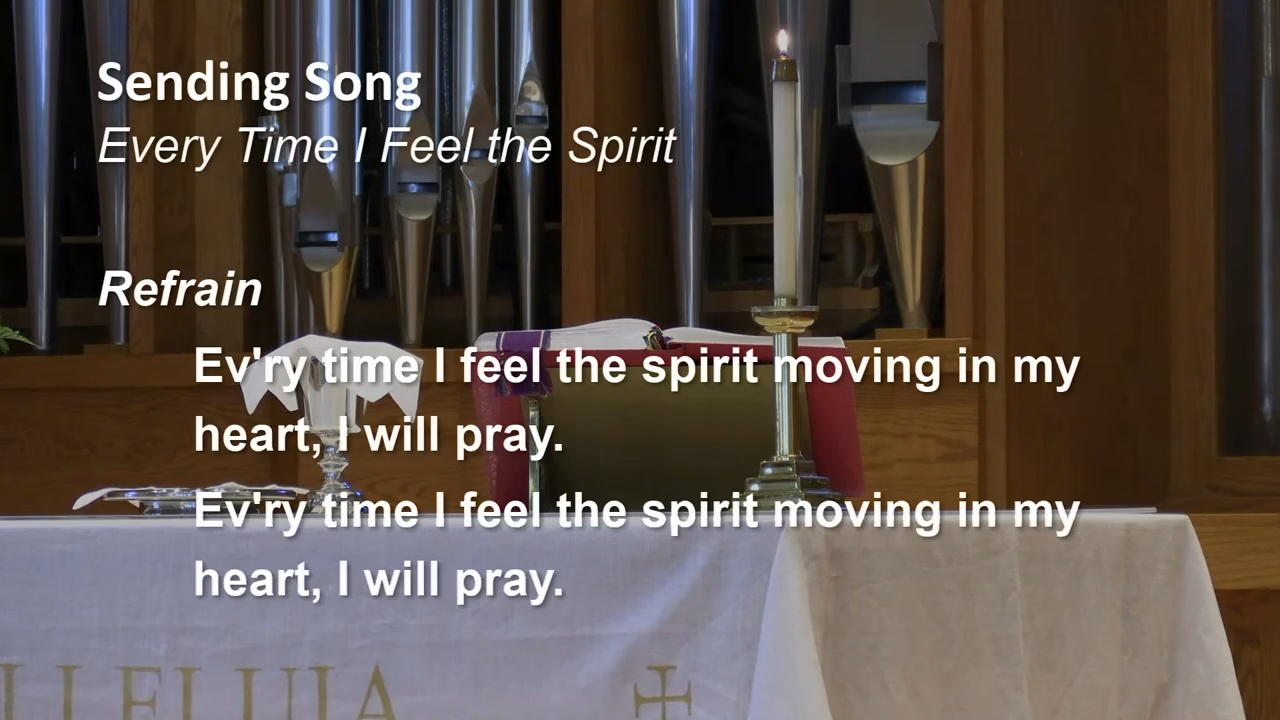 Sending Song
Every Time I Feel the Spirit
Refrain
Ev'ry time I feel the spirit moving in my
heart, I will pray.
Ev'ry time I feel the spirit moving in my
heart, I will pray.
LLELUIA